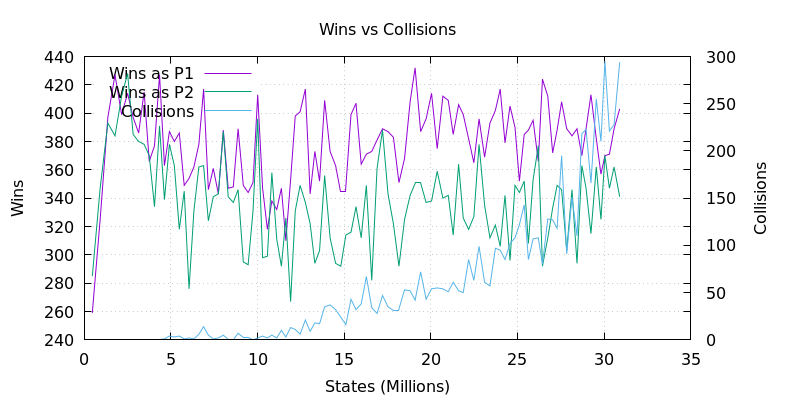 Wins vs Collisions
Wins as P1
Wins as P2
Collisions
Wins
440
420
400
380
360
340
320
300
280
260
240
300
250
200
150
100
50
0
Collisions
0 5 10 15 20 25 30 35
States (Millions)